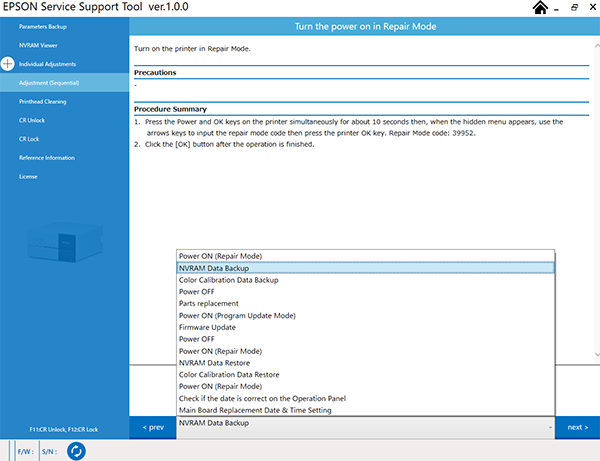 EPSON Service Support Tool ver.1.0.0
Turn the power on in Repair Mode
Parameters Backup
NVRAM Viewer
Individual Adjustments
Adjustment (Sequential)
Printhead Cleaning
CR Unlock
CR Lock
Reference Information
License
Turn on the printer in Repair Mode.
Precautions
-
Procedure Summary
1. Press the Power and OK keys on the printer simultaneously for about 10 seconds then, when the hidden menu appears, use the
arrows keys to input the repair mode code then press the printer OK key. Repair Mode code: 39952.
2. Click the [OK] button after the operation is finished.
Power ON (Repair Mode)
NVRAM Data Backup
Color Calibration Data Backup
Power OFF
Parts replacement
Power ON (Program Update Mode)
Firmware Update
Power OFF
Power ON (Repair Mode)
NVRAM Data Restore
Color Calibration Data Restore
Power ON (Repair Mode)
Check if the date is correct on the Operation Panel
Main Board Replacement Date & Time Setting
F11:CR Unlock, F12:CR Lock
< prev
NVRAM Data Backup
next >
F/W :
S/N :